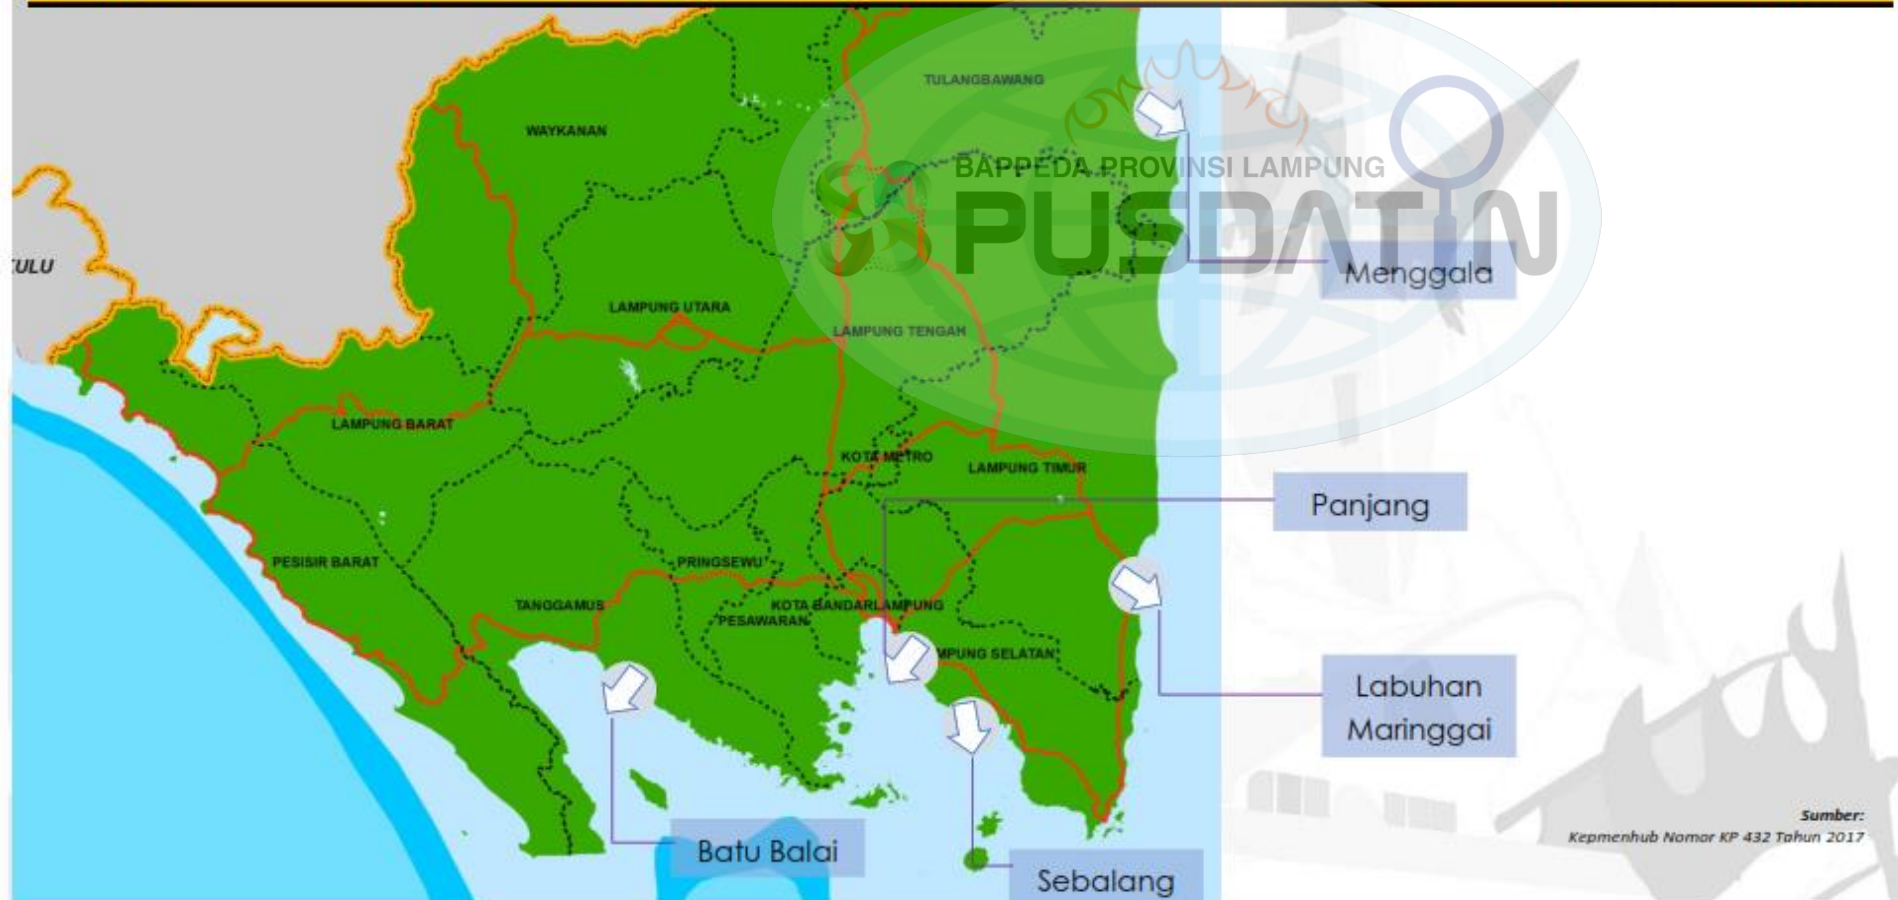 TULANGBAWANG
WAYKANAN
BAPPEDA PROVINSI LAMPUNG
PUSDATIN
ULU
Menggala
LAMPUNG UTARA
LAMPUNG TENGAH
LAMPUNG BARAT
KOTA METRO
LAMPUNG TIMUR
Panjang
PESISIR BARAT
PRINGSEWU
TANGGAMUS
KOTA BANDARLAMPUNG
PESAWARAN
MPUNG SELATAN
Labuhan
Maringgai
Sumber:
Kepmenhub Nomor KP 432 Tahun 2017
Batu Balai
Sebalang